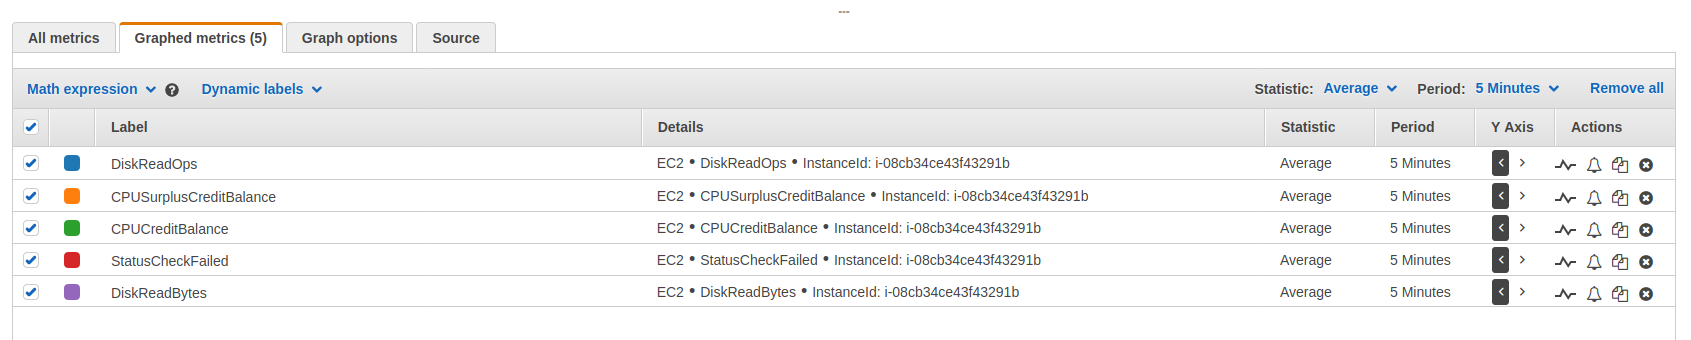 All metrics Graphed metrics (5) Graph options Source
Math expression ? Dynamic labels Statistic: Average Period: 5 Minutes Remove all
Label Details Statistic Period Y Axis Actions
DiskReadOps EC2 • DiskReadOps • InstanceId: i-08cb34ce43f43291b Average 5 Minutes < >
CPUSurplusCreditBalance EC2 • CPUSurplusCreditBalance • InstanceId: i-08cb34ce43f43291b Average 5 Minutes < >
CPUCreditBalance EC2 • CPUCreditBalance • InstanceId: i-08cb34ce43f43291b Average 5 Minutes < >
StatusCheckFailed EC2 • StatusCheckFailed • InstanceId: i-08cb34ce43f43291b Average 5 Minutes < >
DiskReadBytes EC2 • DiskReadBytes • InstanceId: i-08cb34ce43f43291b Average 5 Minutes < >